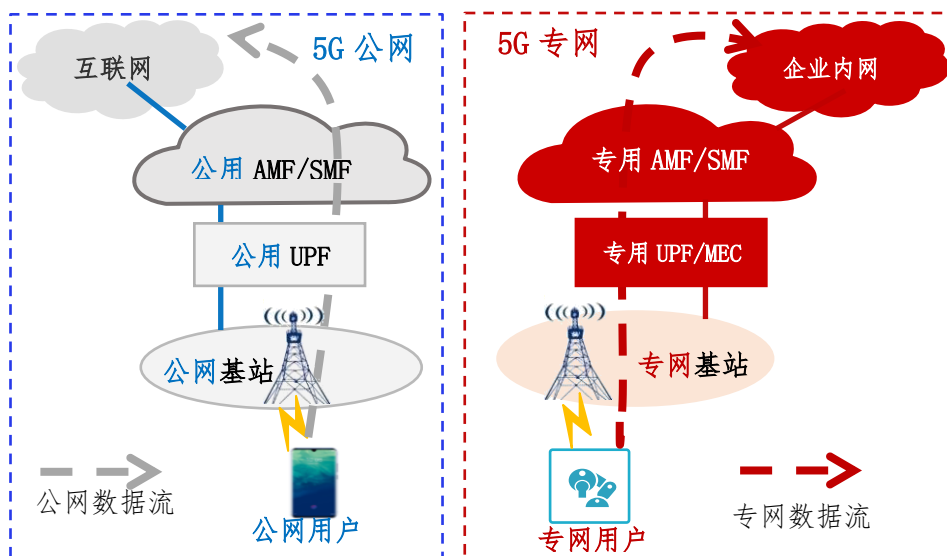 5G 公网
互联网
公用 AMF/SMF
公用 UPF
公网基站
公网数据流
公网用户
5G 专网
企业内网
专用 AMF/SMF
专用 UPF/MEC
专网基站
专网数据流
专网用户